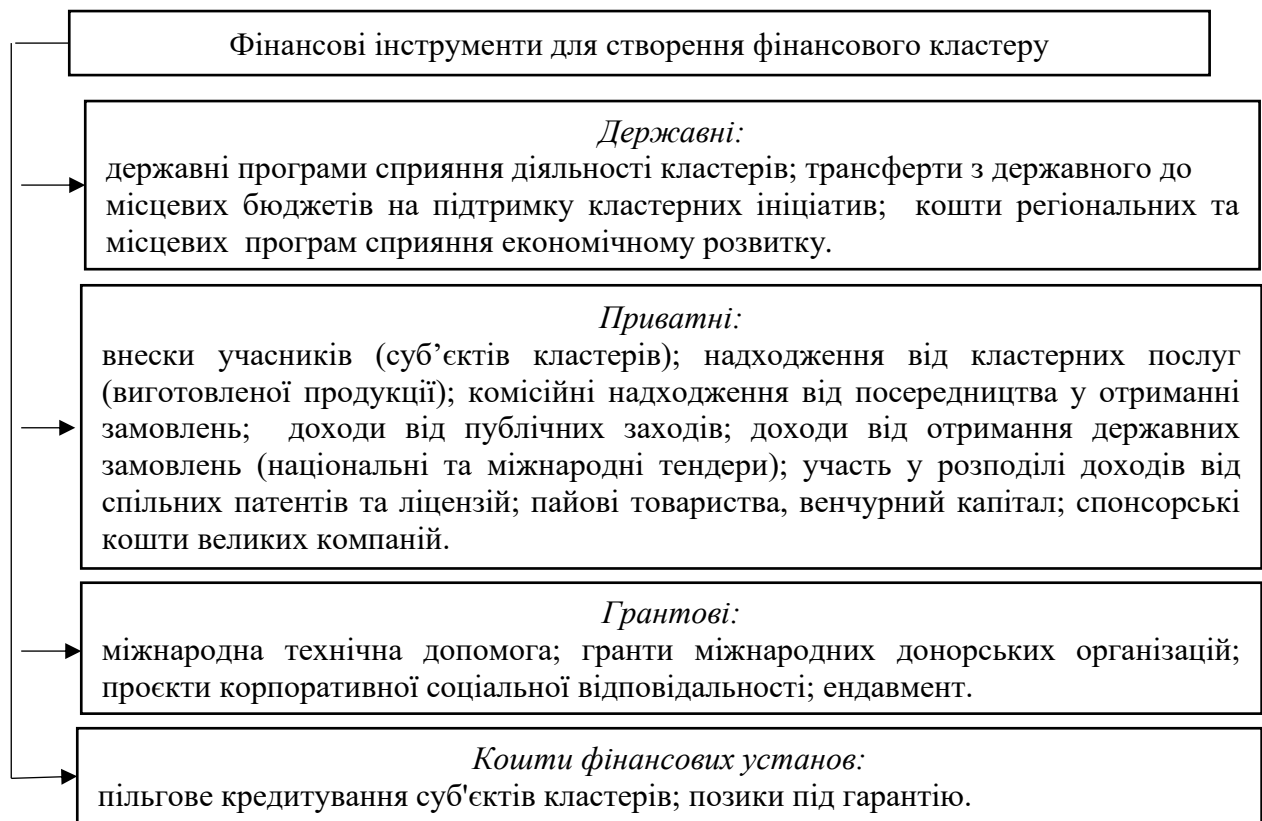 Фінансові інструменти для створення фінансового кластеру
Державні:
державні програми сприяння діяльності кластерів; трансферти з державного до
місцевих бюджетів на підтримку кластерних ініціатив; кошти регіональних та
місцевих програм сприяння економічному розвитку.
Приватні:
внески учасників (суб’єктів кластерів); надходження від кластерних послуг
(виготовленої продукції); комісійні надходження від посередництва у отриманні
замовлень; доходи від публічних заходів; доходи від отримання державних
замовлень (національні та міжнародні тендери); участь у розподілі доходів від
спільних патентів та ліцензій; пайові товариства, венчурний капітал; спонсорські
кошти великих компаній.
Грантові:
міжнародна технічна допомога; гранти міжнародних донорських організацій;
проєкти корпоративної соціальної відповідальності; ендавмент.
Кошти фінансових установ:
пільгове кредитування суб'єктів кластерів; позики під гарантію.